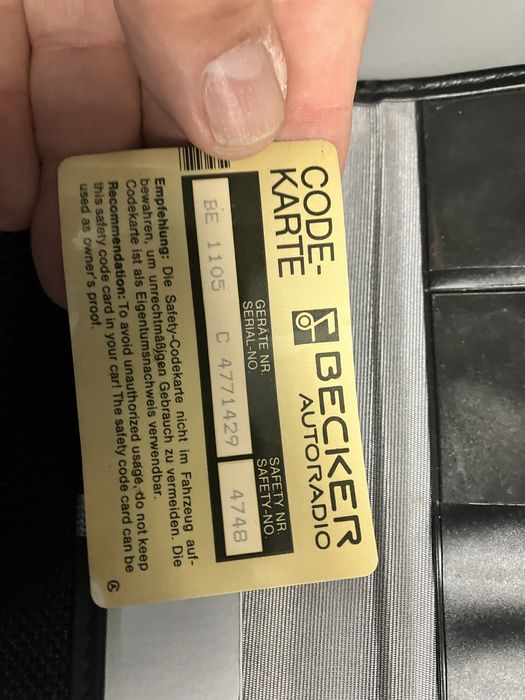 CODE-
KARTE
BECKER
AUTORADIO
GERÄTE NR.
SERIAL-NO.
SAFETY NR.
SAFETY-NO.
BE 1105 C 4771429
4748
Empfehlung: Die Safety-Codekarte nicht im Fahrzeug auf-
bewahren, um unrechtmäßigen Gebrauch zu vermeiden. Die
Codekarte ist als Eigentumsnachweis verwendbar.
Recommendation: To avoid unauthorized usage, do not keep
this safety code card in your car! The safety code card can be
used as owner's proof.